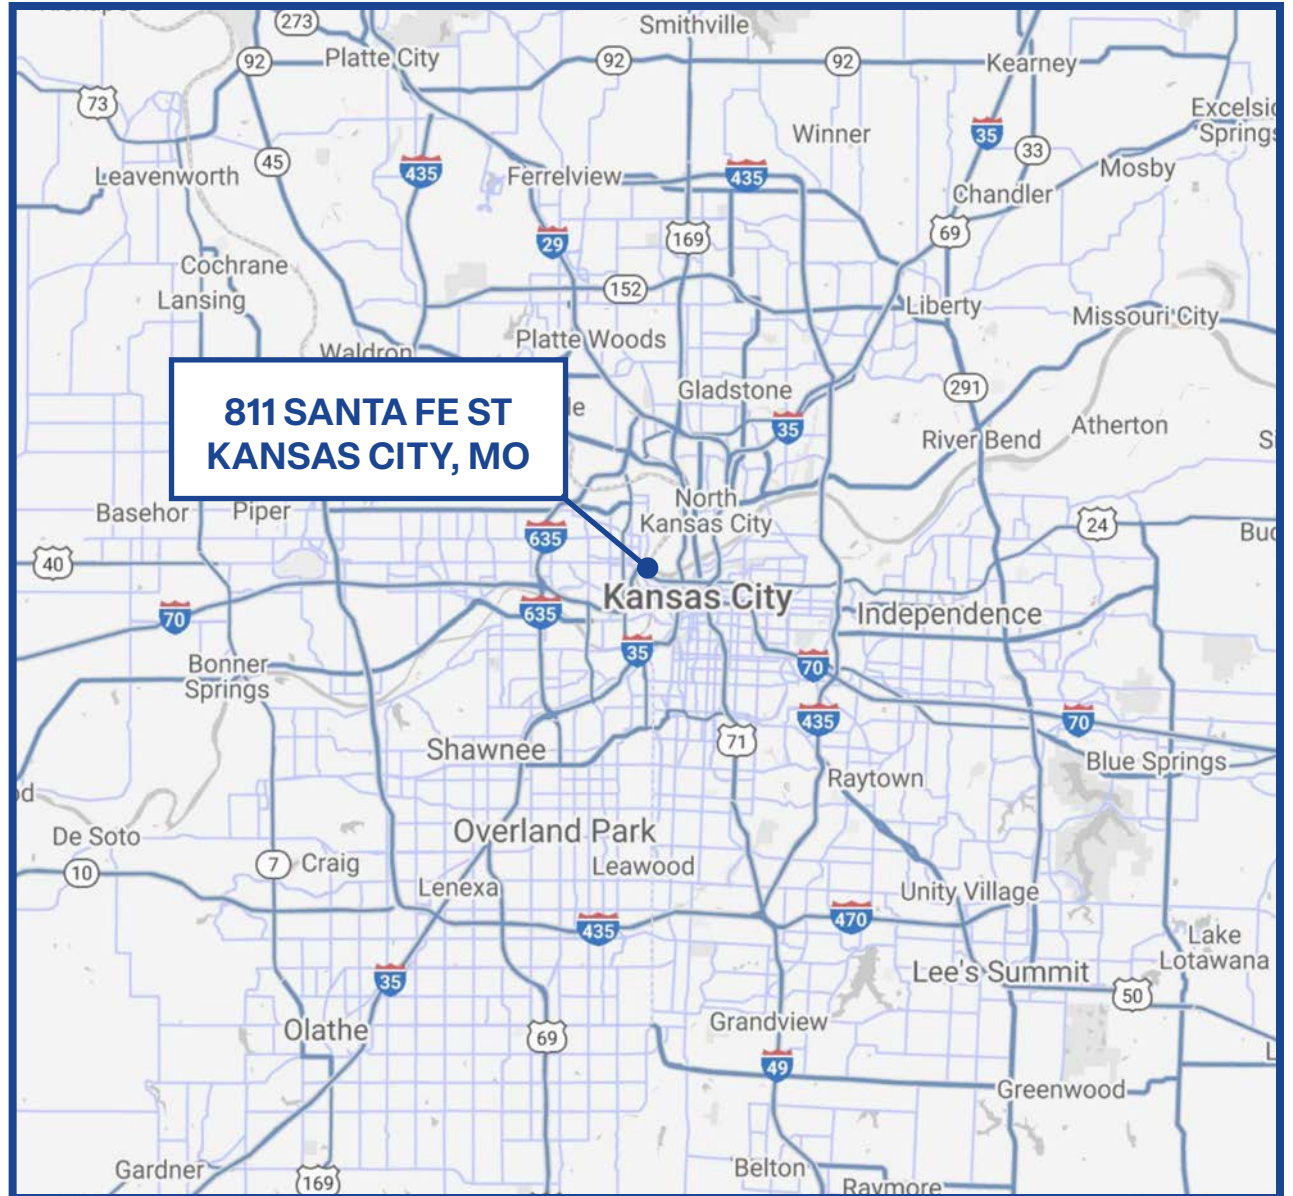 273
Smithville
92
Platte City
92
92
Kearney
73
Excelsior
Springs
Winner
35
33
Mosby
45
Leavenworth
435
Ferrelview
435
Chandler
69
169
29
Cochrane
152
Lansing
Liberty
Missouri City
Platte Woods
Waldron
Gladstone
291
811 SANTA FE ST
KANSAS CITY, MO
35
River Bend
Atherton
Basehor
Piper
North
Kansas City
24
635
40
Kansas City
70
635
Independence
35
70
Bonner
Springs
435
70
71
Shawnee
Raytown
Blue Springs
De Soto
Overland Park
10
7
Craig
Leawood
Lenexa
Unity Village
435
470
Lake
Lotawana
35
Lee's Summit
50
Olathe
69
Grandview
49
Greenwood
Gardner
169
Belton
Raymore